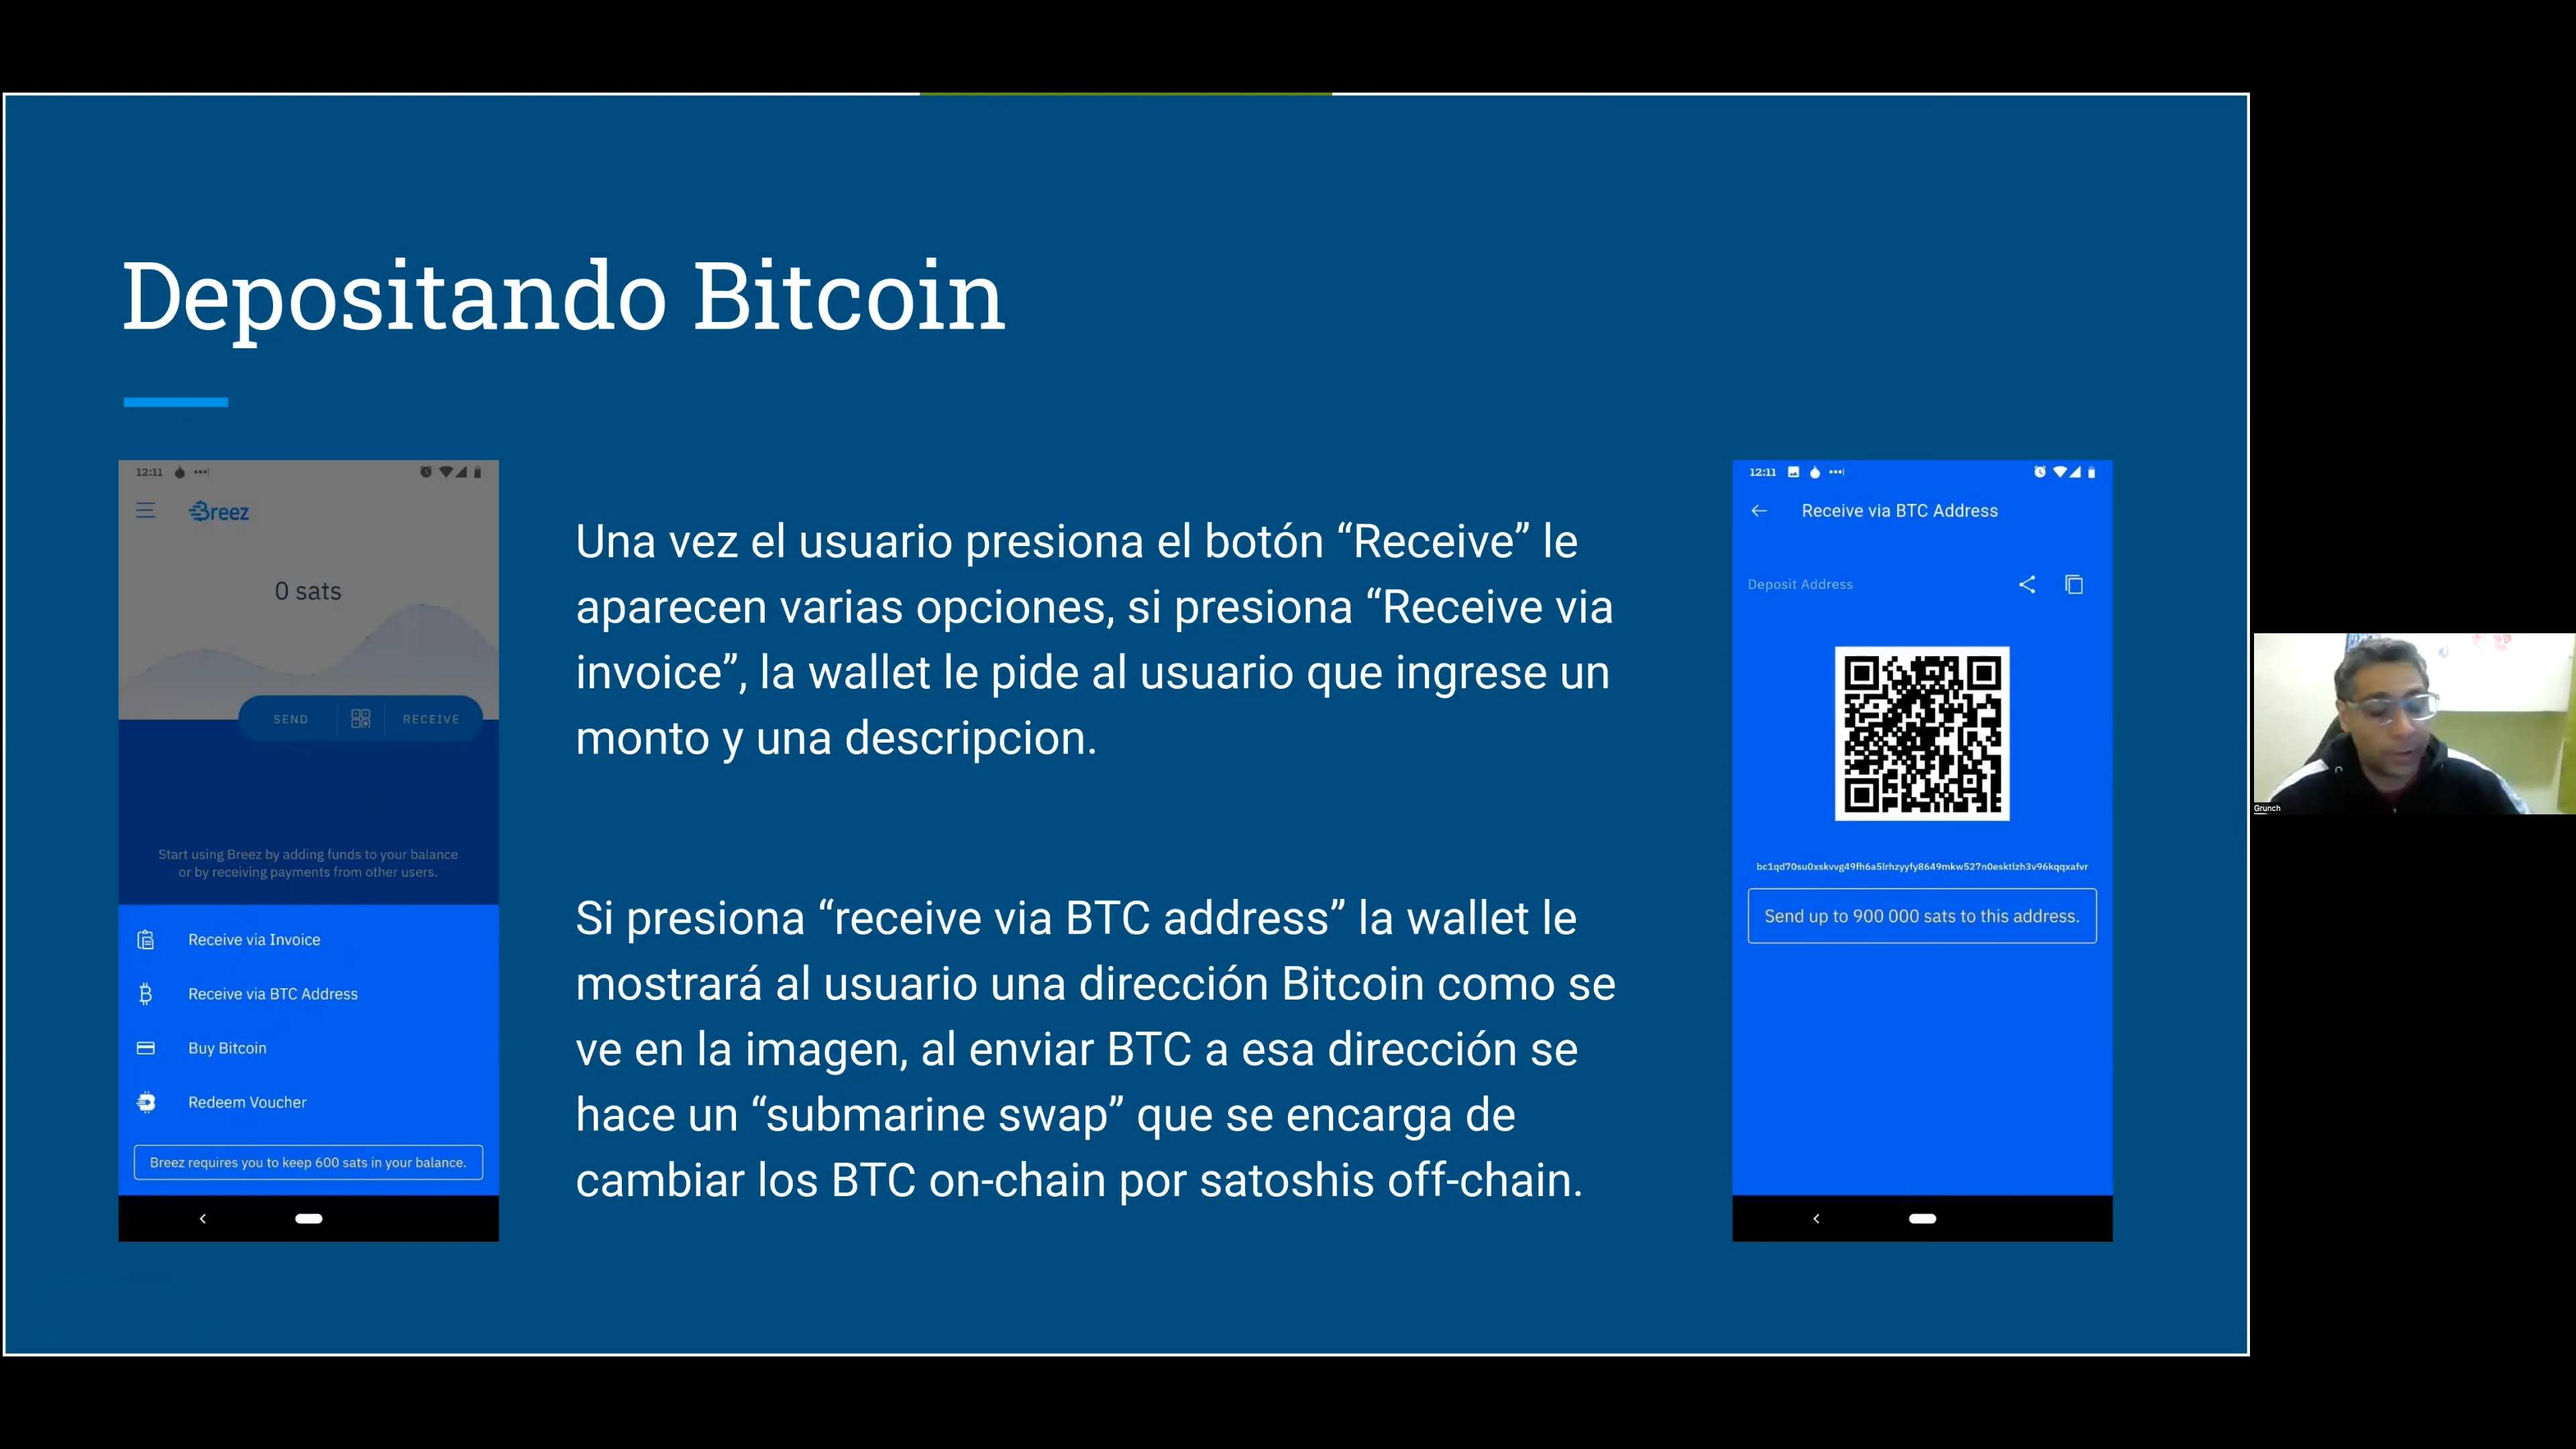 Depositando Bitcoin
12:11
Breez
0 sats
SEND
RECEIVE
Start using Breez by adding funds to your balance
or by receiving payments from other users.
Receive via Invoice
Receive via BTC Address
Buy Bitcoin
Redeem Voucher
Breez requires you to keep 600 sats in your balance.
Una vez el usuario presiona el botón “Receive” le
aparecen varias opciones, si presiona “Receive via
invoice”, la wallet le pide al usuario que ingrese un
monto y una descripcion.
Si presiona “receive via BTC address” la wallet le
mostrará al usuario una dirección Bitcoin como se
ve en la imagen, al enviar BTC a esa dirección se
hace un “submarine swap” que se encarga de
cambiar los BTC on-chain por satoshis off-chain.
12:11
Receive via BTC Address
Deposit Address
bc1qd70su0xskvvg49fh6a5lrhzyyfy8649mkw527n0esktlzh3v96kqqxafvr
Send up to 900 000 sats to this address.
Grunch